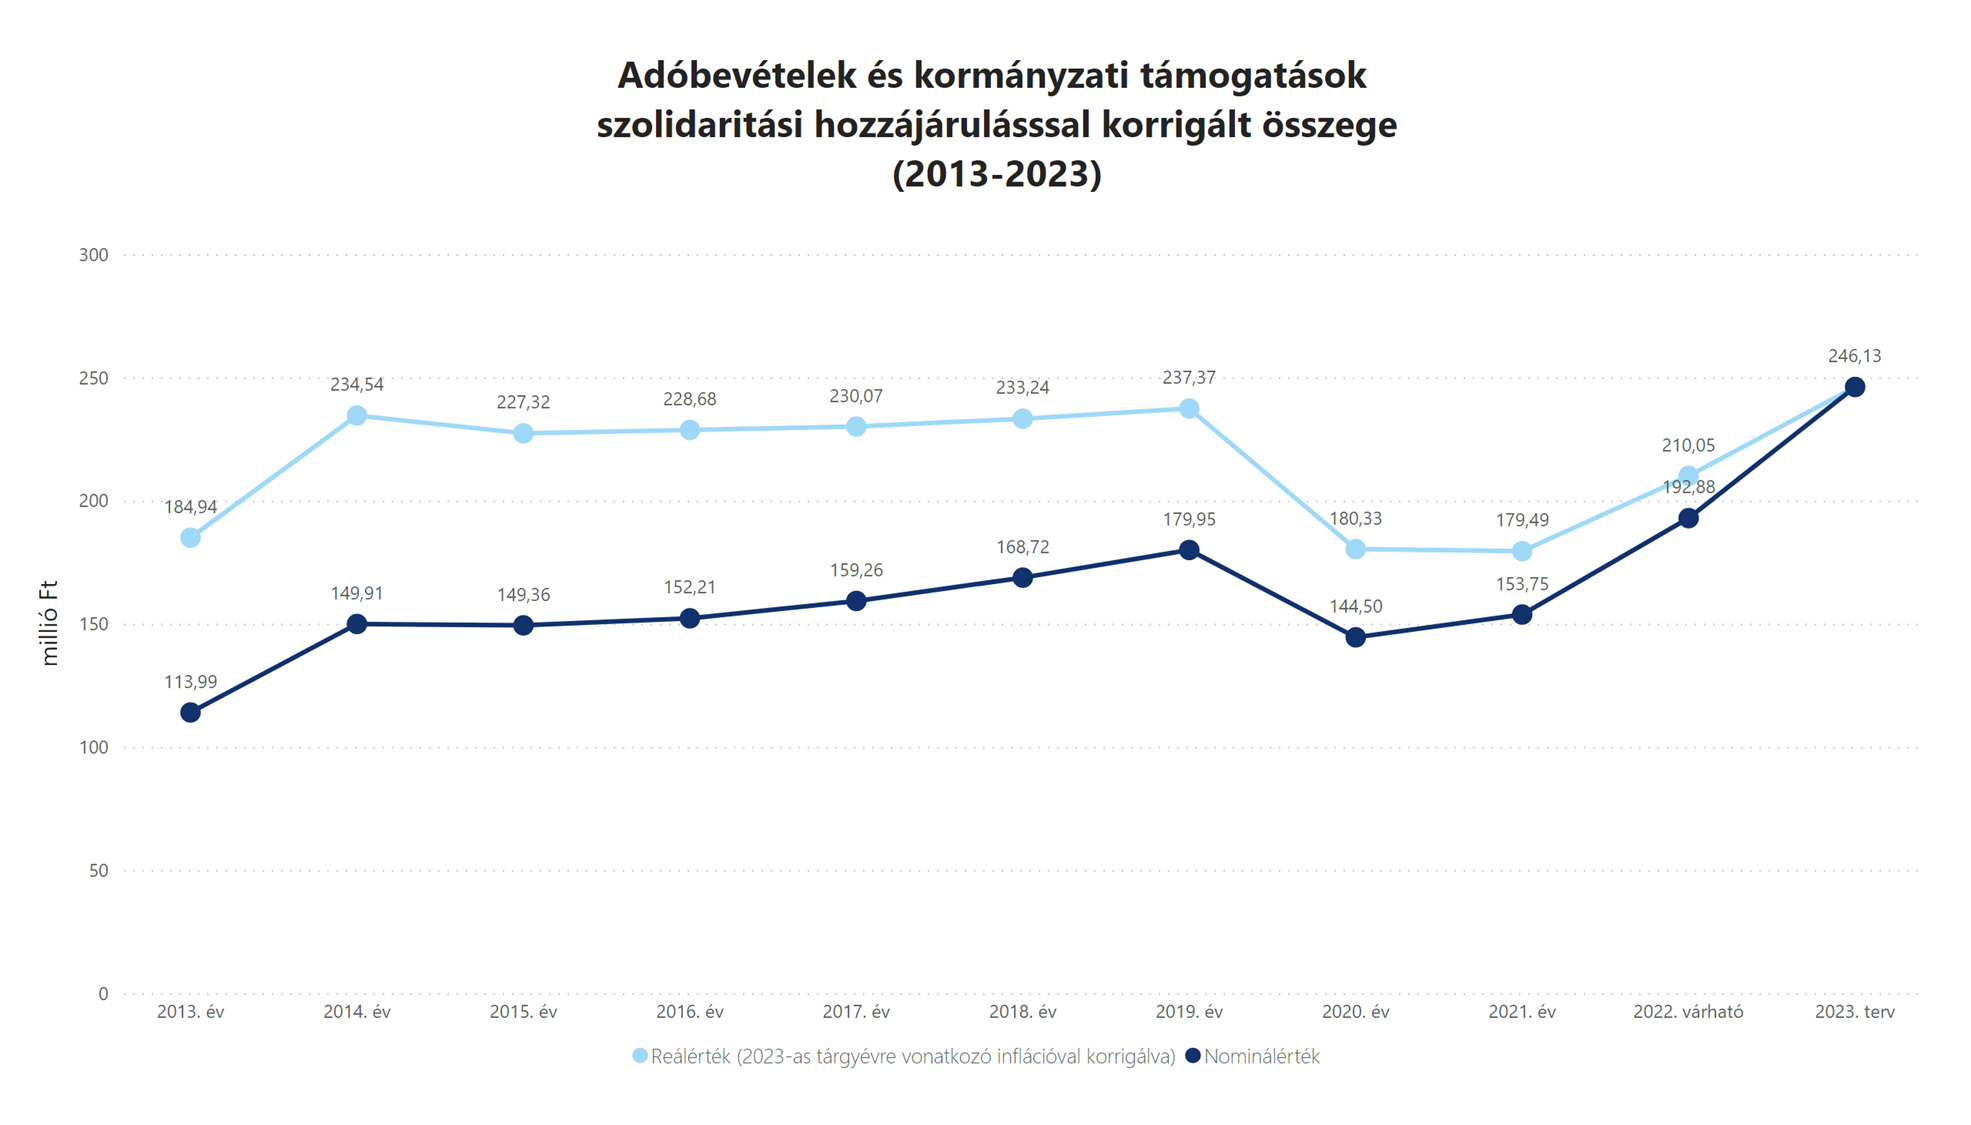 Adóbevételek és kormányzati támogatások
szolidaritási hozzájárulásssal korrigált összege
(2013-2023)
millió Ft
300
250
200
150
100
50
0
184,94
234,54
227,32
228,68
230,07
233,24
237,37
180,33
179,49
210,05
246,13
113,99
149,91
149,36
152,21
159,26
168,72
179,95
144,50
153,75
192,88
2013. év
2014. év
2015. év
2016. év
2017. év
2018. év
2019. év
2020. év
2021. év
2022. várható
2023. terv
Reálérték (2023-as tárgyévre vonatkozó inflációval korrigálva)
Nominálérték